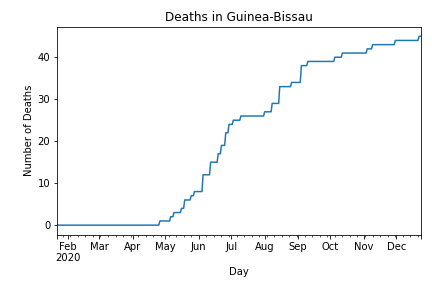 Deaths in Guinea-Bissau
Number of Deaths
40
30
20
10
0
Feb Mar Apr May Jun Jul Aug Sep Oct Nov Dec
2020
Day